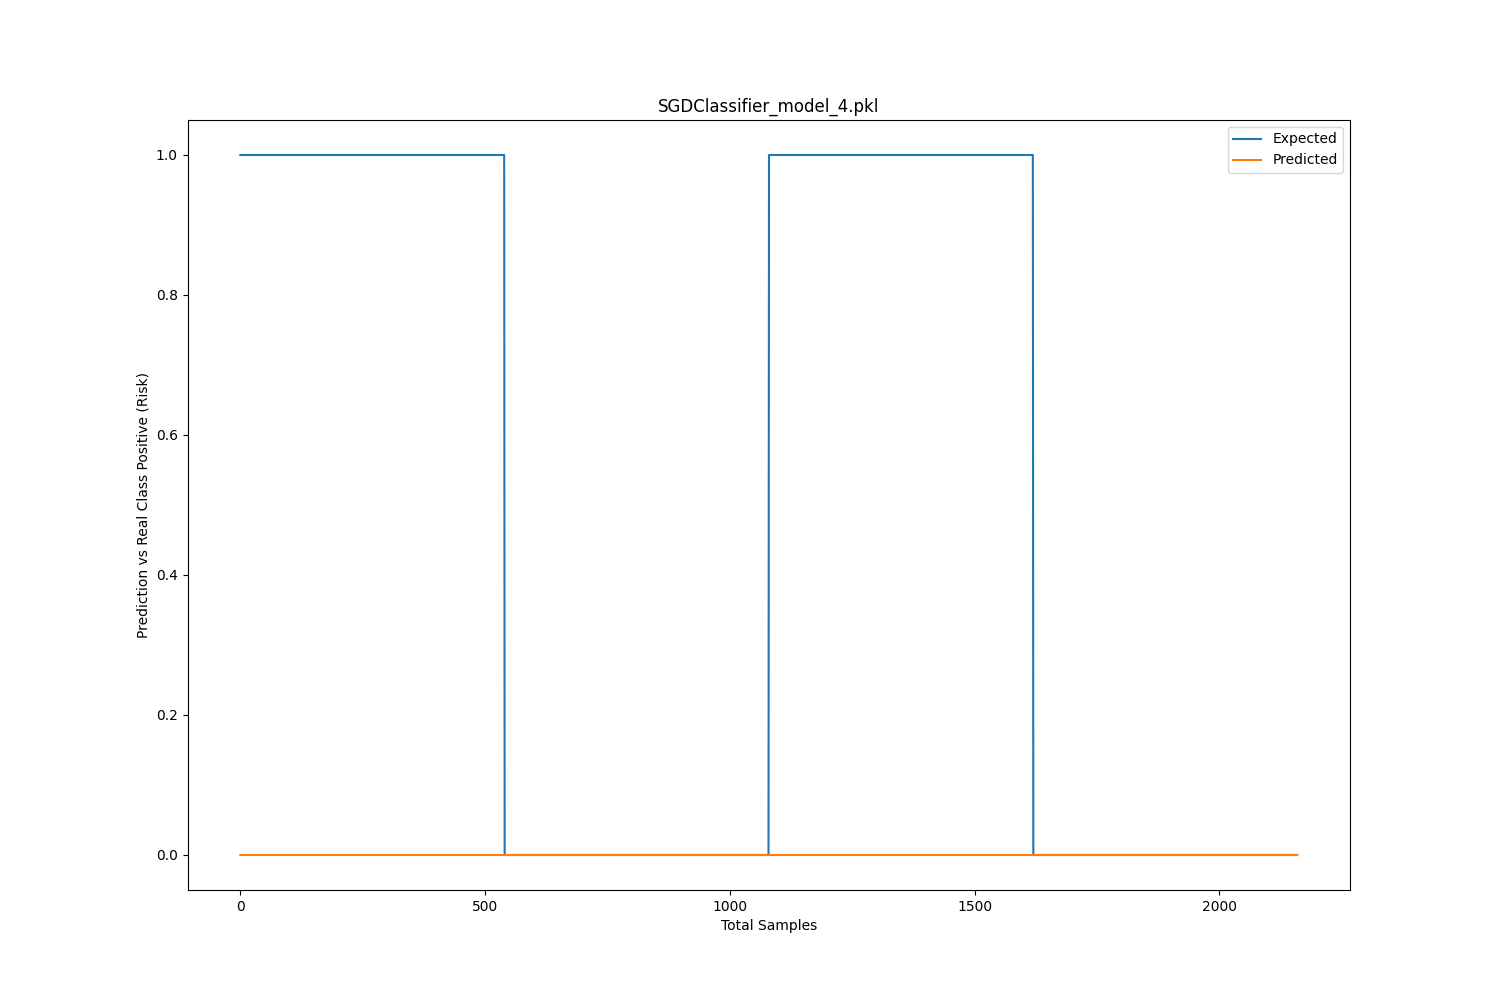 SGDClassifier_model_4.pkl
Expected
Predicted
1.0
0.8
0.6
0.4
0.2
0.0
Prediction vs Real Class Positive (Risk)
0 500 1000 1500 2000
Total Samples